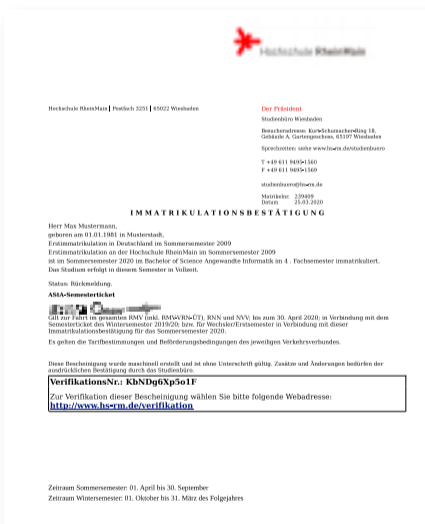 Hochschule RheinMain
Hochschule RheinMain | Postfach 3251 | 65022 Wiesbaden
Der Präsident
Studienbüro Wiesbaden
Besucheradresse: Kurt-Schumacher-Ring 18,
Gebäude A, Gartengeschoss, 65197 Wiesbaden
Sprechzeiten: siehe www.hs-rm.de/studienbuero
T +49 611 9495-1560
F +49 611 9495-1569
studienbuero@hs-rm.de
Matrikelnr. 239409
Datum 25.03.2020
IMMATRIKULATIONSBESTÄTIGUNG
Herr Max Mustermann,
geboren am 01.01.1981 in Musterstadt,
Erstimmatrikulation in Deutschland im Sommersemester 2009
Erstimmatrikulation an der Hochschule RheinMain im Sommersemester 2009
ist im Sommersemester 2020 im Bachelor of Science Angewandte Informatik im 4 . Fachsemester immatrikuliert.
Das Studium erfolgt in diesem Semester in Vollzeit.
Status: Rückmeldung.
AStA-Semesterticket
Gilt zur Fahrt im gesamten RMV (inkl. RMV-VRN-ÜT), RNN und NVV; bis zum 30. April 2020; in Verbindung mit dem
Semesterticket des Wintersemester 2019/20; bzw. für Wechsler/Erstsemester in Verbindung mit dieser
Immatrikulationsbestätigung für das Sommersemester 2020.
Es gelten die Tarifbestimmungen und Beförderungsbedingungen des jeweiligen Verkehrsverbundes.
Diese Bescheinigung wurde maschinell erstellt und ist ohne Unterschrift gültig. Zusätze und Änderungen bedürfen der
ausdrücklichen Bestätigung durch das Studienbüro.
VerifikationsNr.: KbNDg6Xp5o1F
Zur Verifikation dieser Bescheinigung wählen Sie bitte folgende Webadresse:
http://www.hs-rm.de/verifikation
Zeitraum Sommersemester: 01. April bis 30. September
Zeitraum Wintersemester: 01. Oktober bis 31. März des Folgejahres